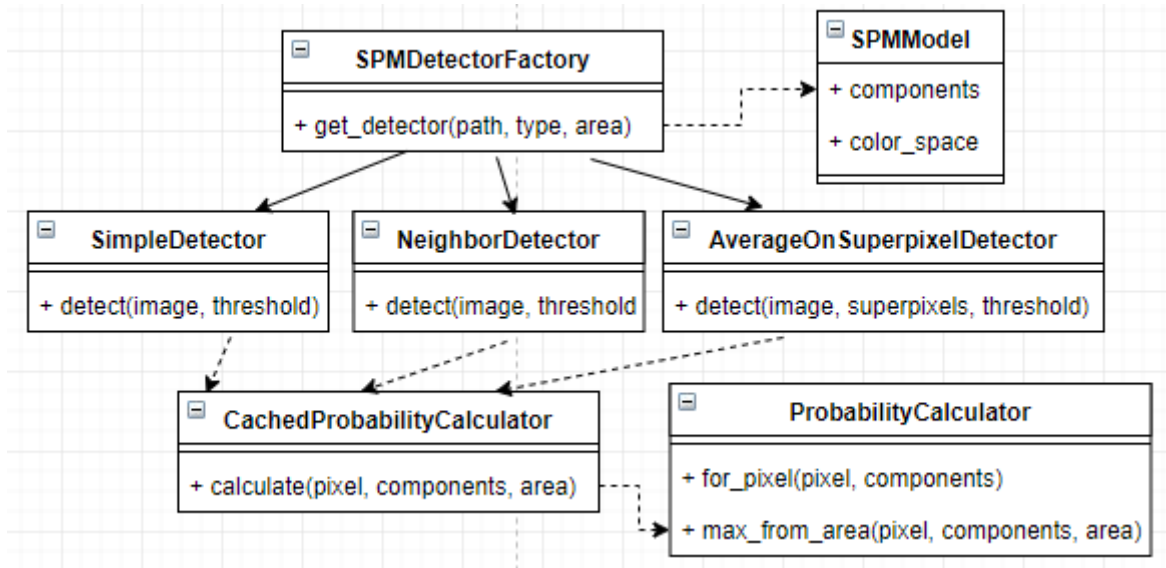 SPMDetectorFactory
+ get_detector(path, type, area)
SPMModel
+ components
+ color_space
SimpleDetector
+ detect(image, threshold)
NeighborDetector
+ detect(image, threshold
AverageOnSuperpixelDetector
+ detect(image, superpixels, threshold)
CachedProbabilityCalculator
+ calculate(pixel, components, area)
ProbabilityCalculator
+ for_pixel(pixel, components)
+ max_from_area(pixel, components, area)